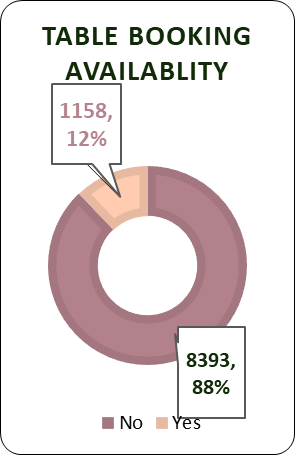 TABLE BOOKING
AVAILABLITY
1158,
12%
8393,
88%
No Yes